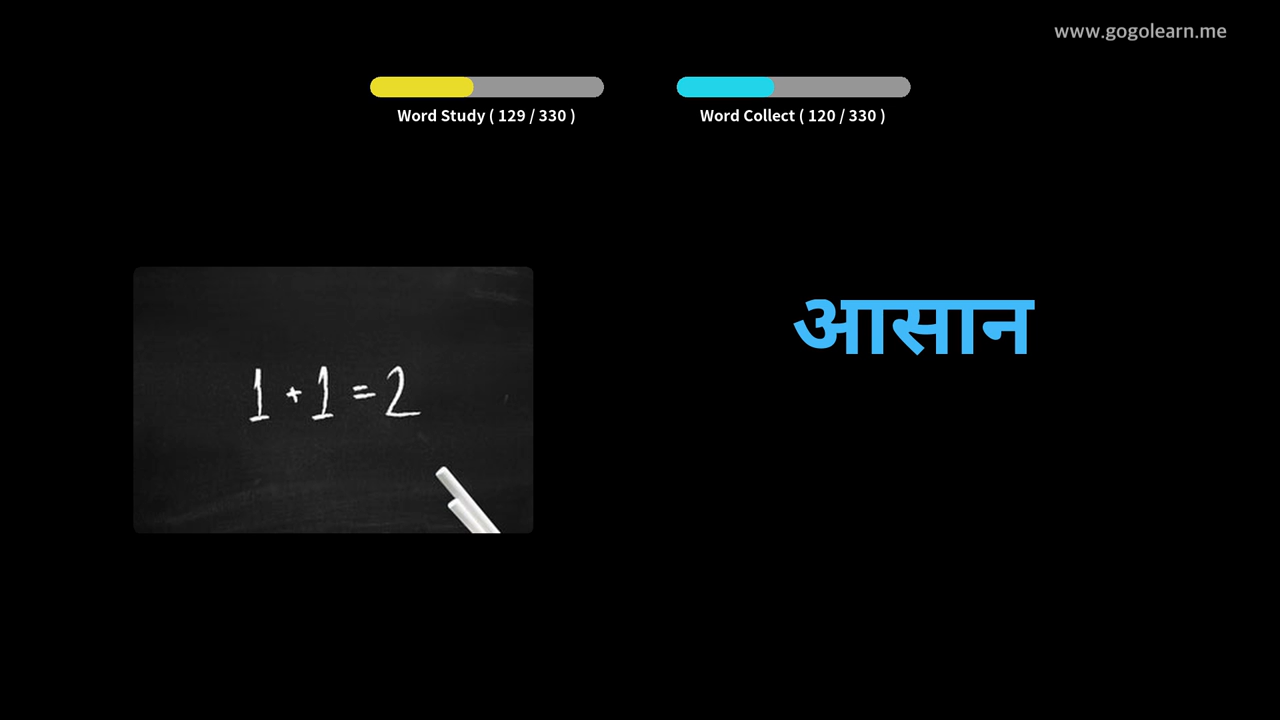 www.gogolearn.me
Word Study ( 129 / 330 )
Word Collect ( 120 / 330 )
आसान
1 + 1 = 2